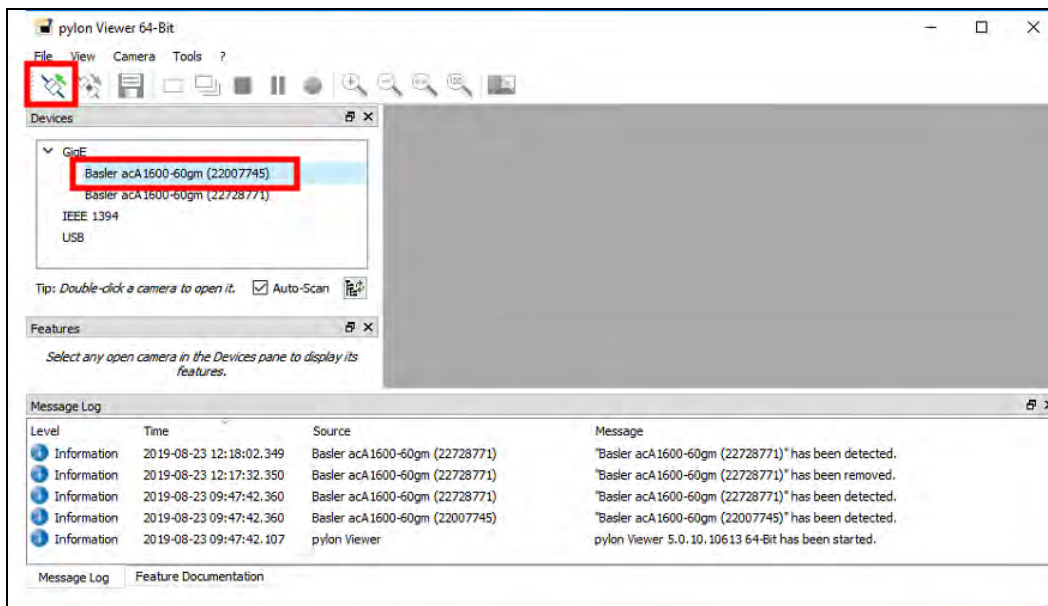 pylon Viewer 64-Bit
File View Camera Tools ?
Devices
GigE
Basler acA1600-60gm (22007745)
Basler acA1600-60gm (22728771)
IEEE 1394
USB
Tip: Double-click a camera to open it. Auto-Scan
Features
Select any open camera in the Devices pane to display its
features.
Message Log
Level Time Source Message
Information 2019-08-23 12:18:02.349 Basler acA1600-60gm (22728771) "Basler acA1600-60gm (22728771)" has been detected.
Information 2019-08-23 12:17:32.350 Basler acA1600-60gm (22728771) "Basler acA1600-60gm (22728771)" has been removed.
Information 2019-08-23 09:47:42.360 Basler acA1600-60gm (22728771) "Basler acA1600-60gm (22728771)" has been detected.
Information 2019-08-23 09:47:42.360 Basler acA1600-60gm (22007745) "Basler acA1600-60gm (22007745)" has been detected.
Information 2019-08-23 09:47:42.107 pylon Viewer pylon Viewer 5.0.10.10613 64-Bit has been started.
Message Log Feature Documentation